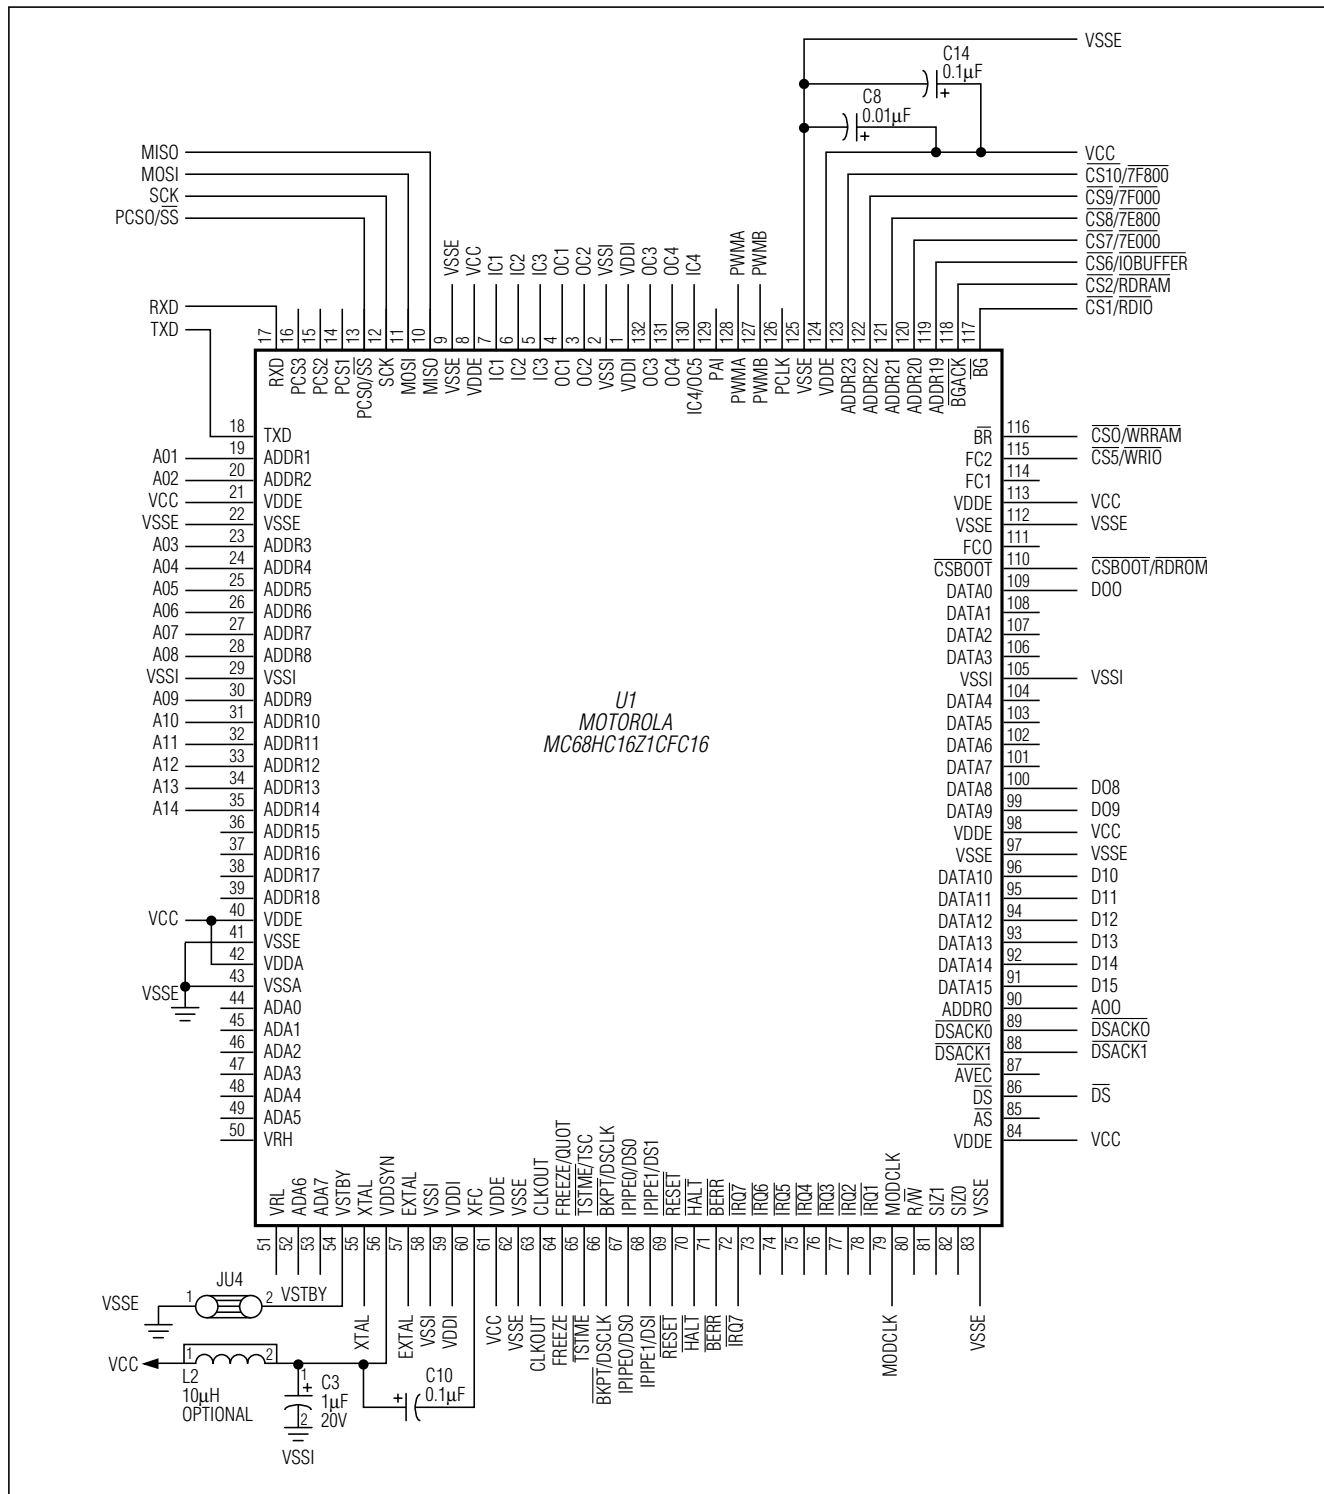 VSSE
C14
0.1µF
+
C8
0.01µF
+
MISO
MOSI
SCK
PCS0/SS
RXD
TXD
VCC
CS10/7F800
CS9/7F000
CS8/7E800
CS7/7E000
CS6/IOBUFFER
CS2/RDRAM
CS1/RDIO
VSSE VCC IC1 IC2 IC3 OC1 OC2 VSSI VDDI OC3 OC4 IC4 PWMA PWMB
17 16 15 14 13 12 11 10 9 8 7 6 5 4 3 2 1 132 131 130 129 128 127 126 125 124 123 122 121 120 119 118 117
RXD PCS3 PCS2 PCS1 PCS0/SS SCK MOSI MISO VSSE VDDE IC1 IC2 IC3 OC1 OC2 VSSI VDDI OC3 OC4 IC4/OC5 PAI PWMA PWMB PCLK VSSE VDDE ADDR23 ADDR22 ADDR21 ADDR20 ADDR19 BGACK BG
18 TXD
A01 19 ADDR1
A02 20 ADDR2
VCC 21 VDDE
VSSE 22 VSSE
A03 23 ADDR3
A04 24 ADDR4
A05 25 ADDR5
A06 26 ADDR6
A07 27 ADDR7
A08 28 ADDR8
VSSI 29 VSSI
A09 30 ADDR9
A10 31 ADDR10
A11 32 ADDR11
A12 33 ADDR12
A13 34 ADDR13
A14 35 ADDR14
36 ADDR15
37 ADDR16
38 ADDR17
39 ADDR18
VCC 40 VDDE
41 VSSE
42 VDDA
VSSE 43 VSSA
44 ADA0
45 ADA1
46 ADA2
47 ADA3
48 ADA4
49 ADA5
50 VRH
U1
MOTOROLA
MC68HC16Z1CFC16
BR 116 CS0/WRRAM
FC2 115 CS5/WRIO
FC1 114
VDDE 113 VCC
VSSE 112 VSSE
FC0 111
CSBOOT 110 CSBOOT/RDROM
DATA0 109 D00
DATA1 108
DATA2 107
DATA3 106
VSSI 105 VSSI
DATA4 104
DATA5 103
DATA6 102
DATA7 101
DATA8 100 D08
DATA9 99 D09
VDDE 98 VCC
VSSE 97 VSSE
DATA10 96 D10
DATA11 95 D11
DATA12 94 D12
DATA13 93 D13
DATA14 92 D14
DATA15 91 D15
ADDR0 90 A00
DSACK0 89 DSACK0
DSACK1 88 DSACK1
AVEC 87
DS 86 DS
AS 85
VDDE 84 VCC
VRL ADA6 ADA7 VSTBY XTAL VDDSYN EXTAL VSSI VDDI XFC VDDE VSSE CLKOUT FREEZE/QUOT TSTME/TSC BKPT/DSCLK IPIPE0/DS0 IPIPE1/DS1 RESET HALT BERR IRQ7 IRQ6 IRQ5 IRQ4 IRQ3 IRQ2 IRQ1 MODCLK R/W SIZ1 SIZ0 VSSE
51 52 53 54 55 56 57 58 59 60 61 62 63 64 65 66 67 68 69 70 71 72 73 74 75 76 77 78 79 80 81 82 83
XTAL EXTAL VSSI VDDI VCC VSSE CLKOUT FREEZE TSTME BKPT/DSCLK IPIPE0/DS0 IPIPE1/DSI RESET HALT BERR IRQ7 MODCLK VSSE
JU4
VSSE 1 2 VSTBY
VCC 1 2
L2
10µH
OPTIONAL
1 +
C3
1µF
20V
2
VSSI
+
C10
0.1µF